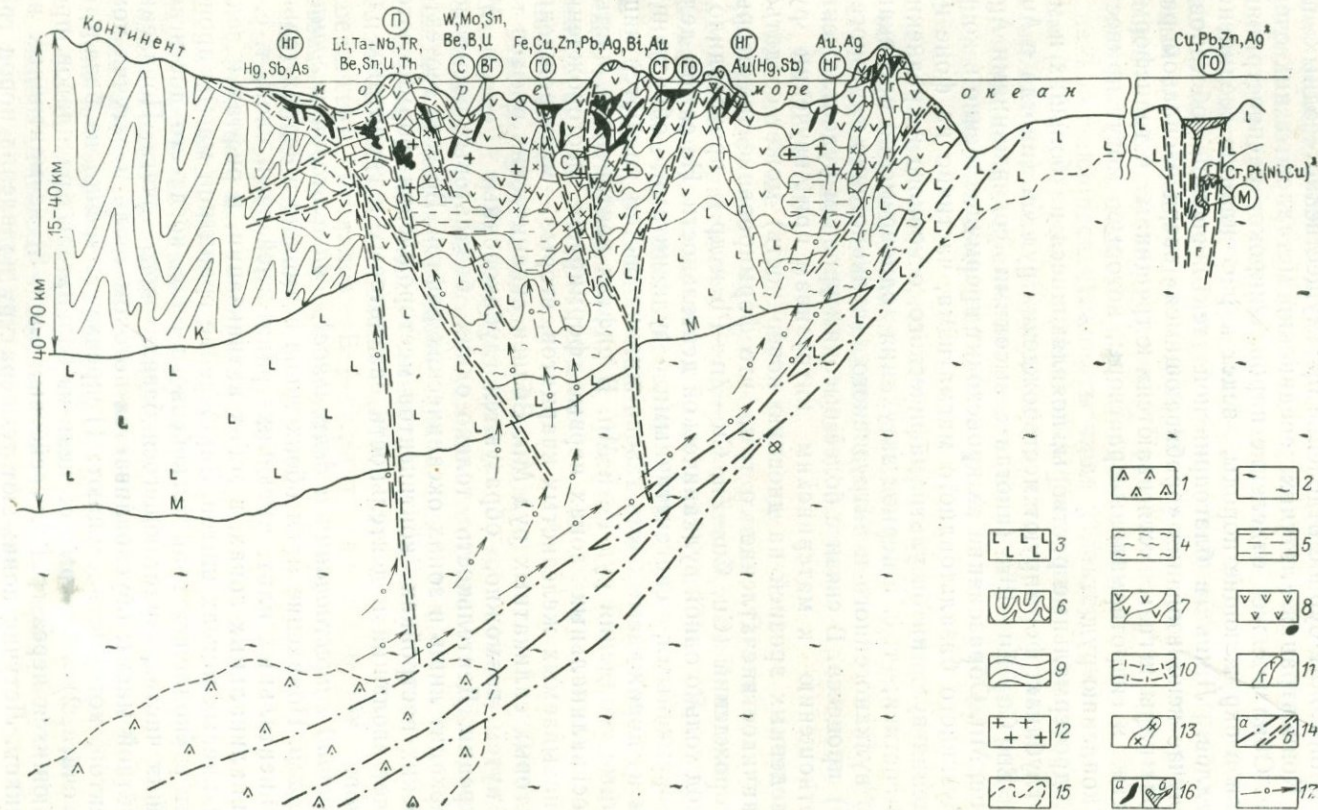 Континент
НГ
Hg,Sb,As
П
Li,Ta-Nb,TR,
Be,Sn,U,Th
W,Mo,Sn,
Be,B,U
С
ВГ
Fe,Cu,Zn,Pb,Ag,Bi,Au
ГО
СГ
ГО
НГ
Au(Hg,Sb)
Au,Ag
НГ
Cu,Pb,Zn,Ag
ГО
м о р е
море
океан
С
Cr,Pt(Ni,Cu)
М
15-40 км
40-70 км
К
М
М
1
2
3
4
5
6
7
8
9
10
11
12
13
а
б
14
15
а
б
16
17